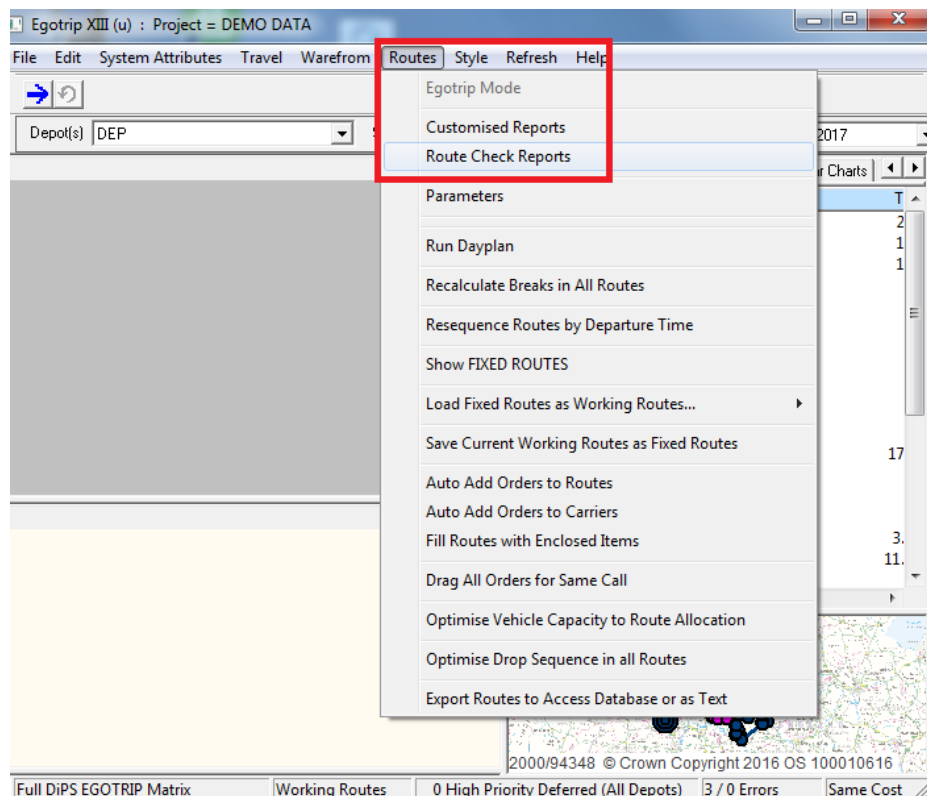 Egotrip XIII (u) : Project = DEMO DATA
File Edit System Attributes Travel Warefrom Routes Style Refresh Help
Depot(s) DEP
2017
Charts
T
2
1
1
17
3.
11.
Egotrip Mode
Customised Reports
Route Check Reports
Parameters
Run Dayplan
Recalculate Breaks in All Routes
Resequence Routes by Departure Time
Show FIXED ROUTES
Load Fixed Routes as Working Routes...
Save Current Working Routes as Fixed Routes
Auto Add Orders to Routes
Auto Add Orders to Carriers
Fill Routes with Enclosed Items
Drag All Orders for Same Call
Optimise Vehicle Capacity to Route Allocation
Optimise Drop Sequence in all Routes
Export Routes to Access Database or as Text
2000/94348 © Crown Copyright 2016 OS 100010616
Full DiPS EGOTRIP Matrix Working Routes 0 High Priority Deferred (All Depots) 3 / 0 Errors Same Cost